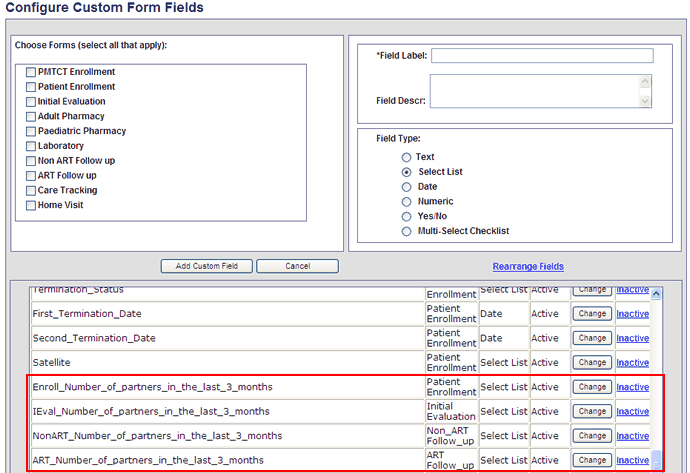 Configure Custom Form Fields
Choose Forms (select all that apply):
PMTCT Enrollment
Patient Enrollment
Initial Evaluation
Adult Pharmacy
Paediatric Pharmacy
Laboratory
Non ART Follow up
ART Follow up
Care Tracking
Home Visit
*Field Label:
Field Descr:
Field Type:
Text
Select List
Date
Numeric
Yes/No
Multi-Select Checklist
Add Custom Field Cancel Rearrange Fields
Termination_Status Enrollment Select List Active Change Inactive
First_Termination_Date Patient Enrollment Date Active Change Inactive
Second_Termination_Date Patient Enrollment Date Active Change Inactive
Satellite Patient Enrollment Select List Active Change Inactive
Enroll_Number_of_partners_in_the_last_3_months Patient Enrollment Select List Active Change Inactive
IEval_Number_of_partners_in_the_last_3_months Initial Evaluation Select List Active Change Inactive
NonART_Number_of_partners_in_the_last_3_months Non_ART Follow_up Select List Active Change Inactive
ART_Number_of_partners_in_the_last_3_months ART Follow_up Select List Active Change Inactive